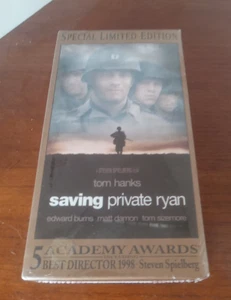 SPECIAL LIMITED EDITION
tom hanks
saving private ryan
edward burns matt damon tom sizemore
5 ACADEMY AWARDS
BEST DIRECTOR 1998 - Steven Spielberg